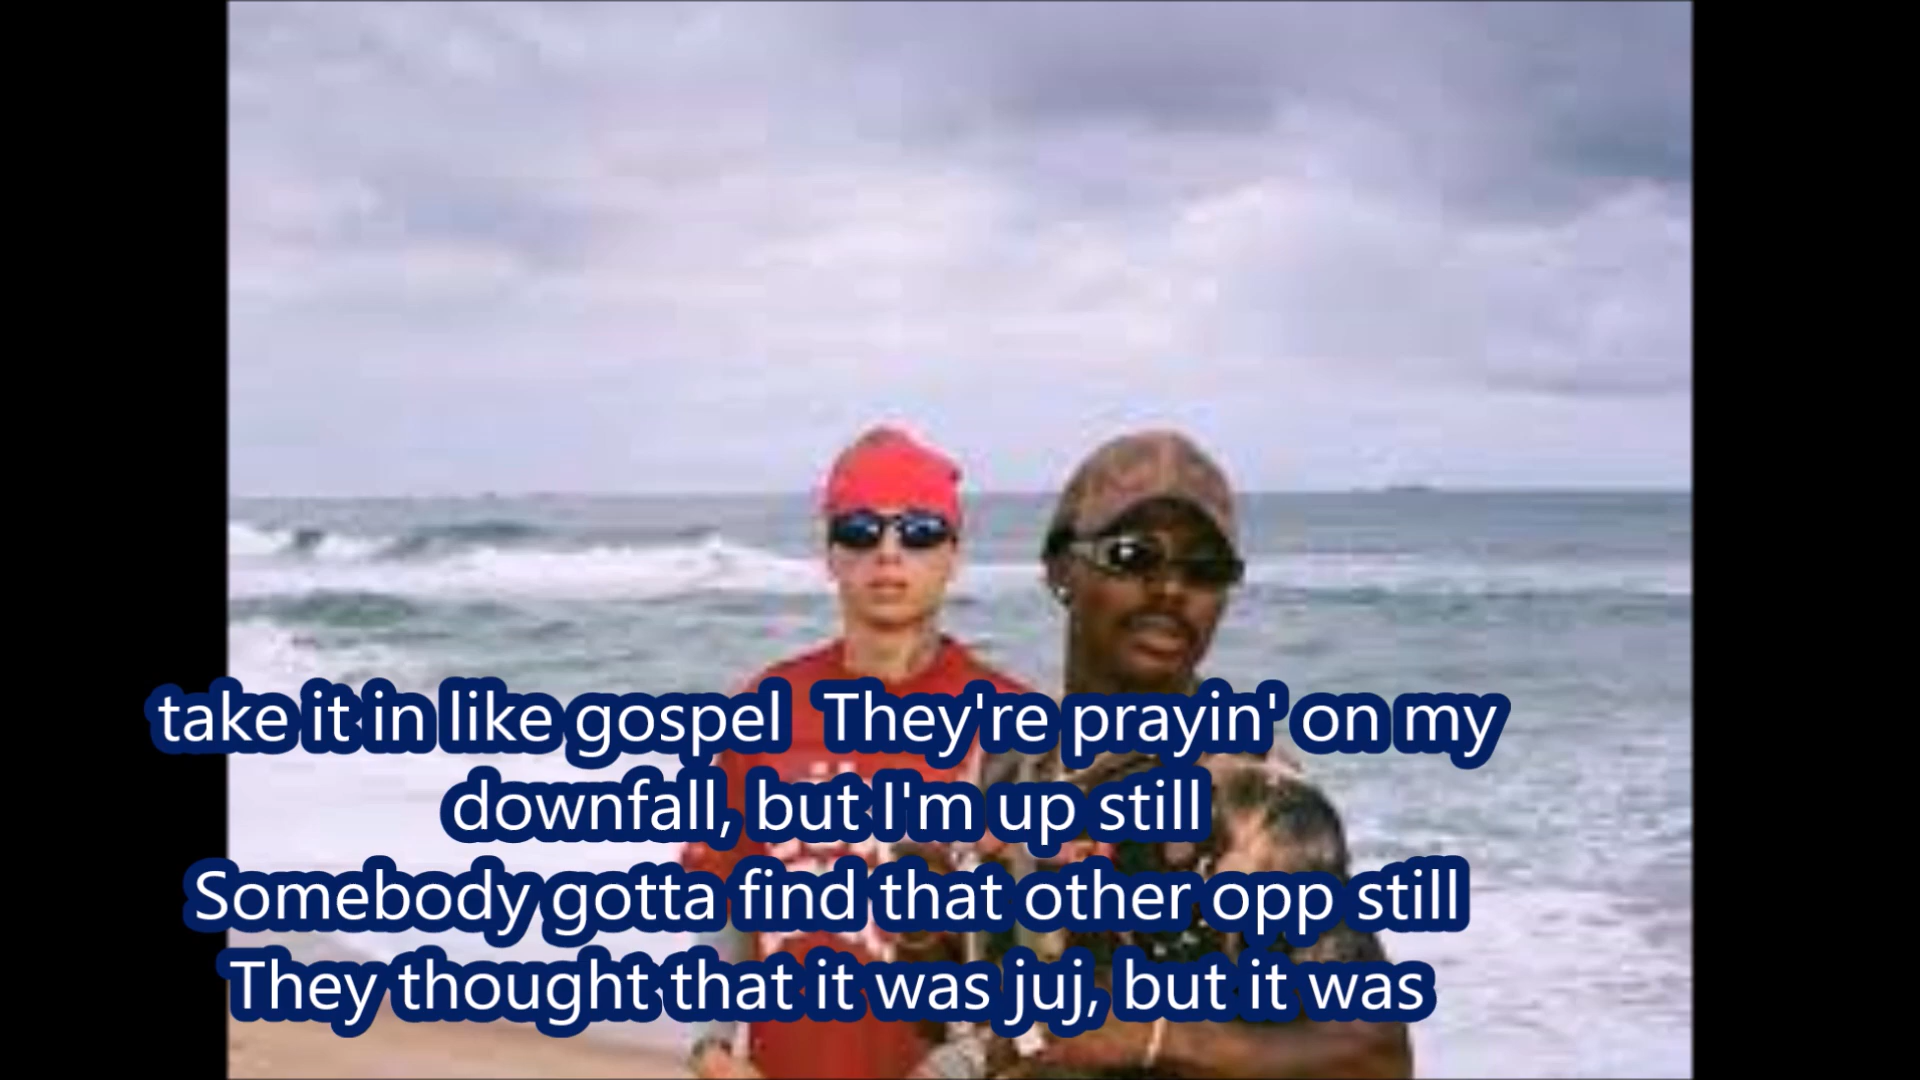 take it in like gospel  They're prayin' on my
downfall, but I'm up still
Somebody gotta find that other opp still
They thought that it was juj, but it was